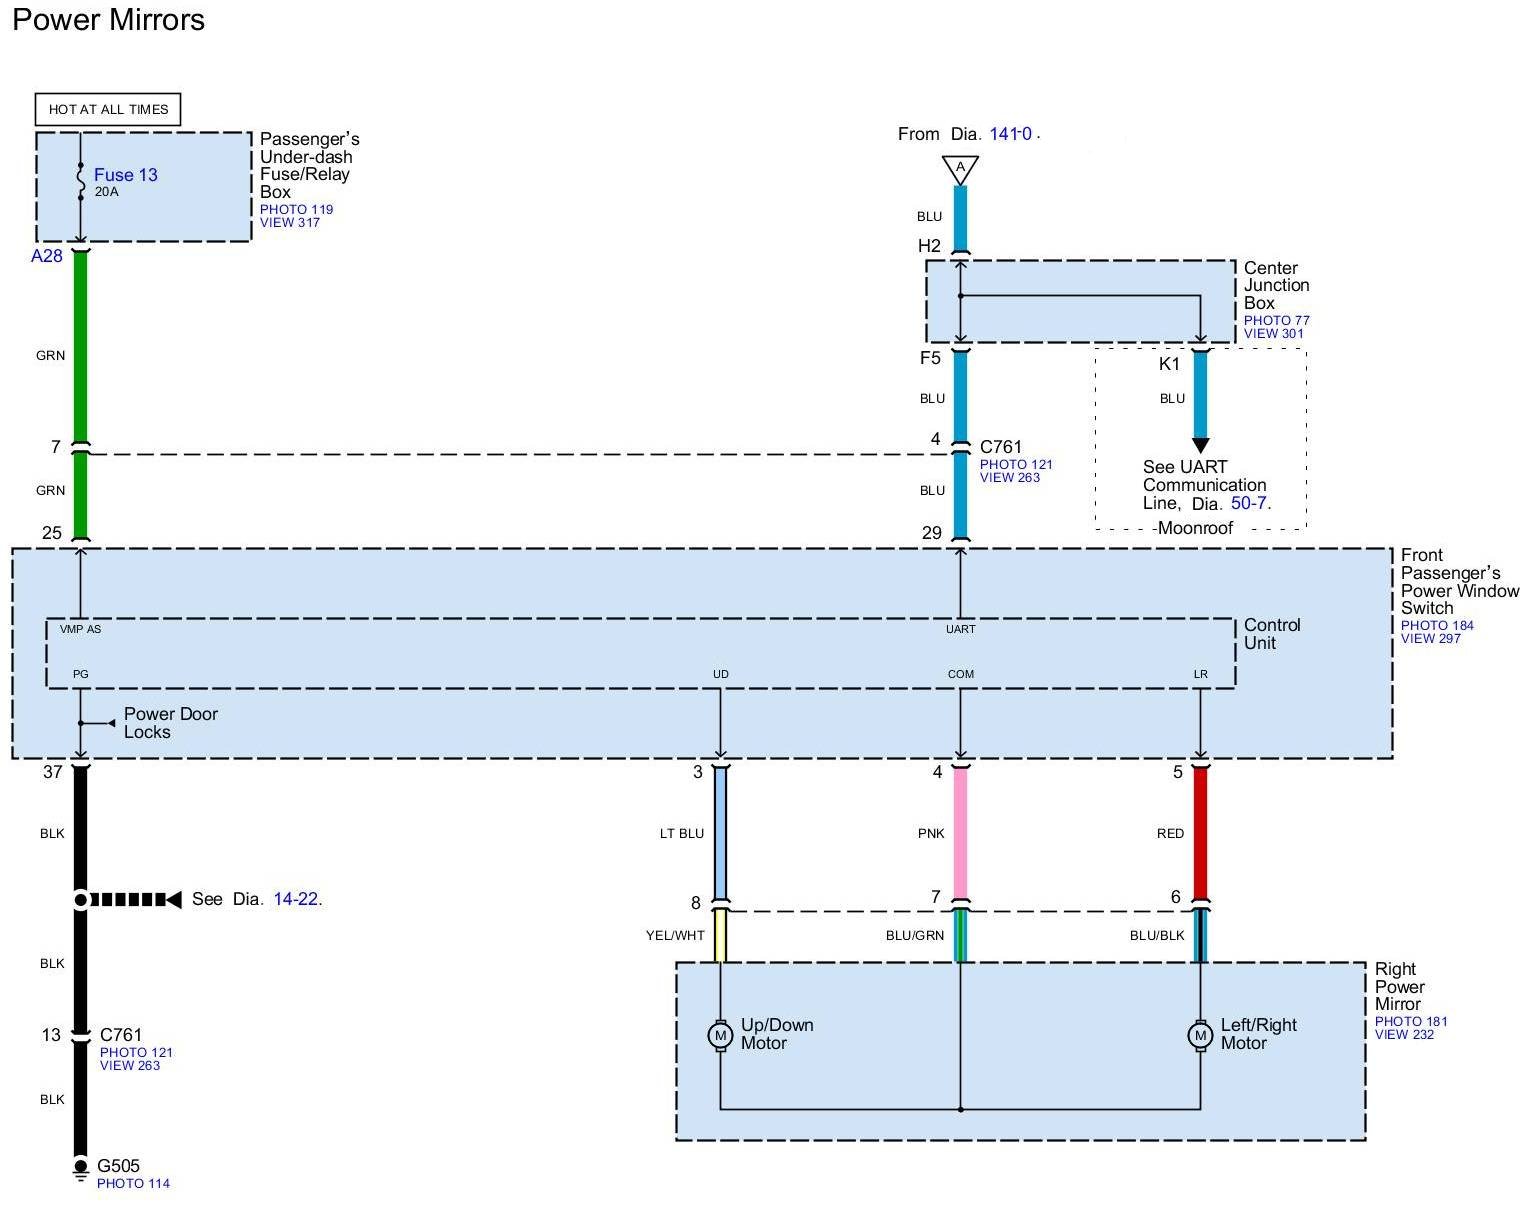 Power Mirrors
HOT AT ALL TIMES
Passenger's
Under-dash
Fuse/Relay
Box
PHOTO 119
VIEW 317
Fuse 13
20A
A28
GRN
7
GRN
25
From Dia. 141-0 .
A
BLU
H2
Center
Junction
Box
PHOTO 77
VIEW 301
F5
BLU
4
C761
PHOTO 121
VIEW 263
BLU
29
K1
BLU
See UART
Communication
Line, Dia. 50-7.
Moonroof
Front
Passenger's
Power Window
Switch
PHOTO 184
VIEW 297
Control
Unit
VMP AS
UART
PG
UD
COM
LR
Power Door
Locks
37
BLK
See Dia. 14-22.
BLK
13
C761
PHOTO 121
VIEW 263
BLK
G505
PHOTO 114
3
4
5
LT BLU
PNK
RED
8
7
6
YEL/WHT
BLU/GRN
BLU/BLK
Right
Power
Mirror
PHOTO 181
VIEW 232
M
Up/Down
Motor
M
Left/Right
Motor